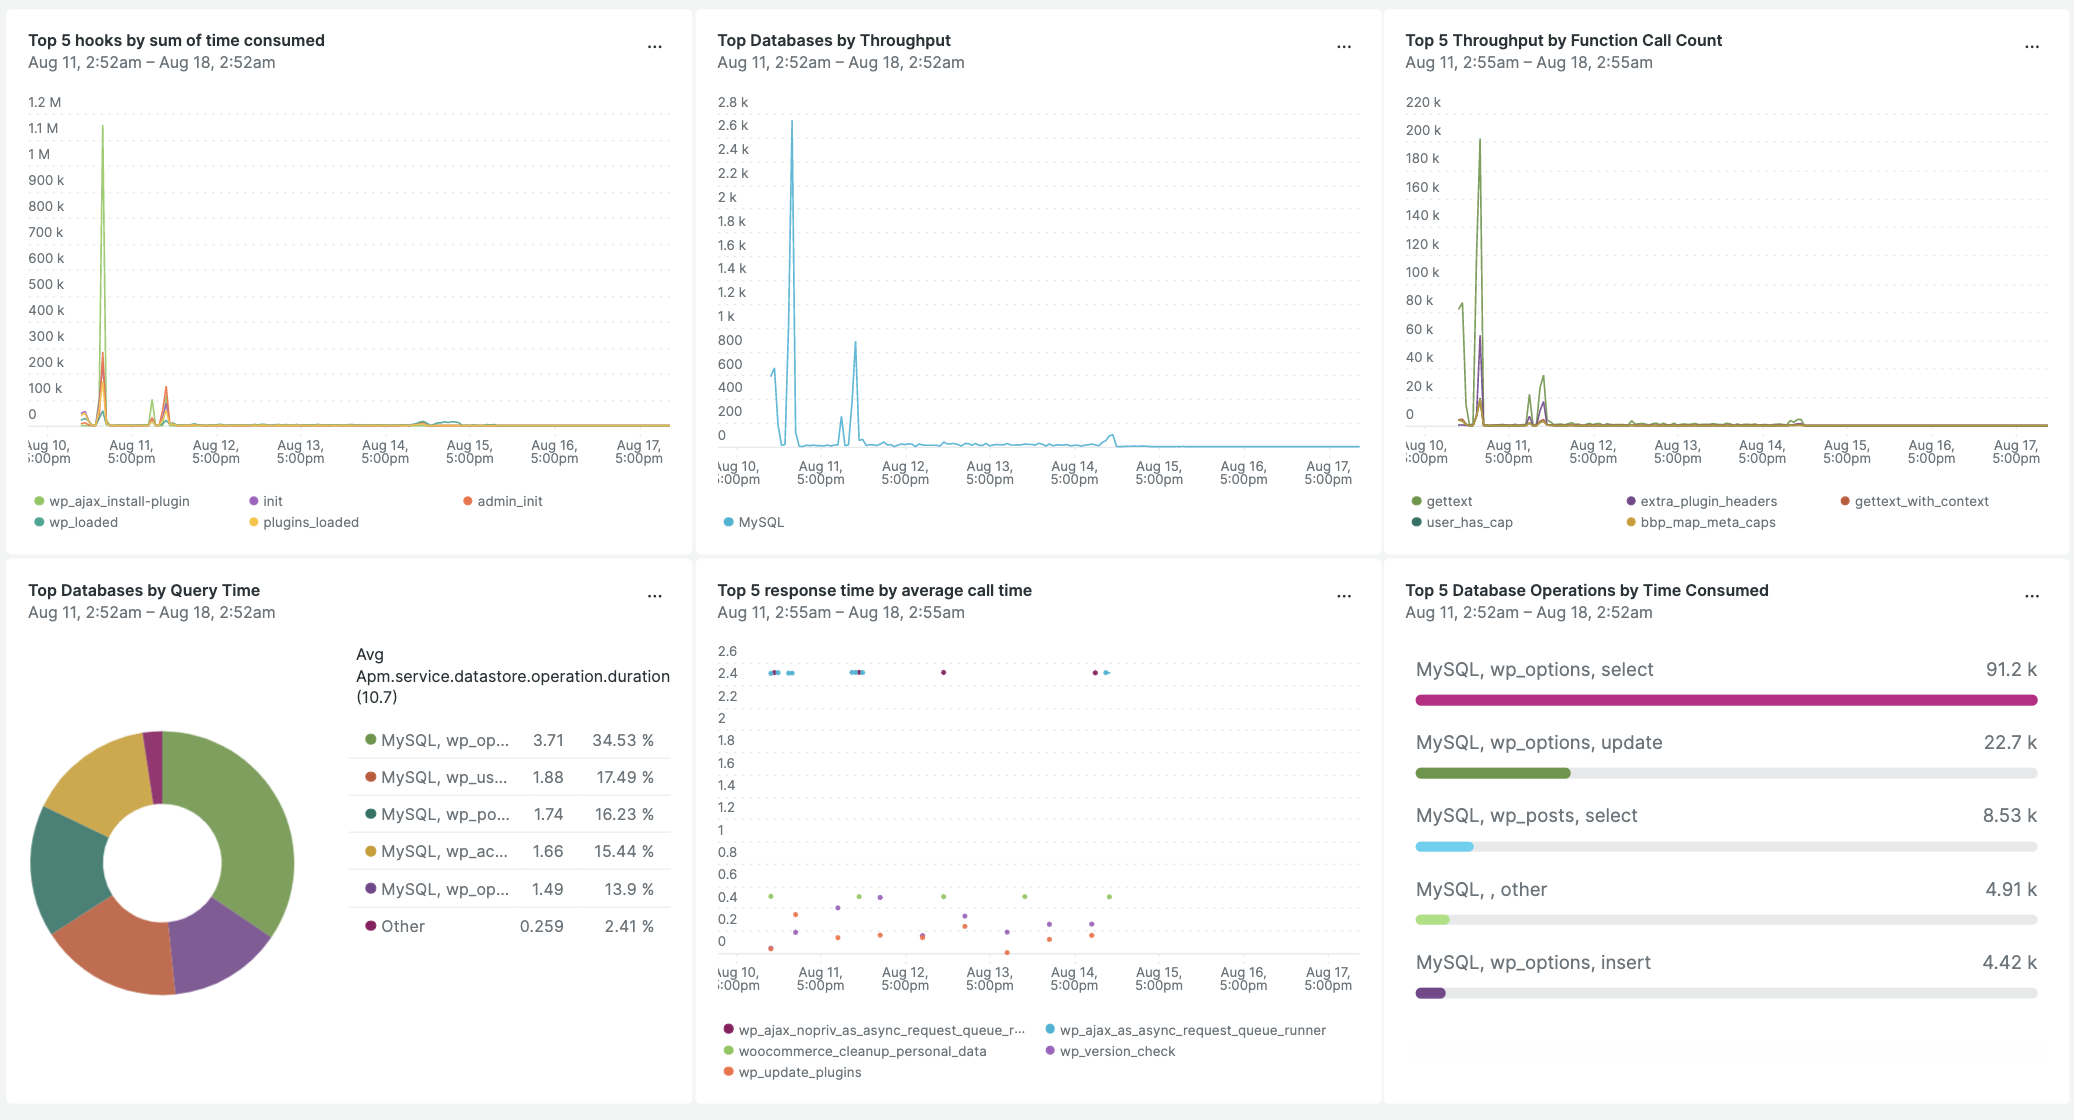 Top 5 hooks by sum of time consumed
...
Aug 11, 2:52am – Aug 18, 2:52am
1.2 M
1.1 M
1 M
900 k
800 k
700 k
600 k
500 k
400 k
300 k
200 k
100 k
0
Aug 10, Aug 11, Aug 12, Aug 13, Aug 14, Aug 15, Aug 16, Aug 17,
5:00pm 5:00pm 5:00pm 5:00pm 5:00pm 5:00pm 5:00pm 5:00pm
wp_ajax_install-plugin init admin_init
wp_loaded plugins_loaded
Top Databases by Throughput
...
Aug 11, 2:52am – Aug 18, 2:52am
2.8 k
2.6 k
2.4 k
2.2 k
2 k
1.8 k
1.6 k
1.4 k
1.2 k
1 k
800
600
400
200
0
Aug 10, Aug 11, Aug 12, Aug 13, Aug 14, Aug 15, Aug 16, Aug 17,
5:00pm 5:00pm 5:00pm 5:00pm 5:00pm 5:00pm 5:00pm 5:00pm
MySQL
Top 5 Throughput by Function Call Count
...
Aug 11, 2:55am – Aug 18, 2:55am
220 k
200 k
180 k
160 k
140 k
120 k
100 k
80 k
60 k
40 k
20 k
0
Aug 10, Aug 11, Aug 12, Aug 13, Aug 14, Aug 15, Aug 16, Aug 17,
5:00pm 5:00pm 5:00pm 5:00pm 5:00pm 5:00pm 5:00pm 5:00pm
gettext extra_plugin_headers gettext_with_context
user_has_cap bbp_map_meta_caps
Top Databases by Query Time
...
Aug 11, 2:52am – Aug 18, 2:52am
Avg
Apm.service.datastore.operation.duration
(10.7)
MySQL, wp_op... 3.71 34.53 %
MySQL, wp_us... 1.88 17.49 %
MySQL, wp_po... 1.74 16.23 %
MySQL, wp_ac... 1.66 15.44 %
MySQL, wp_op... 1.49 13.9 %
Other 0.259 2.41 %
Top 5 response time by average call time
...
Aug 11, 2:55am – Aug 18, 2:55am
2.6
2.4
2.2
2
1.8
1.6
1.4
1.2
1
0.8
0.6
0.4
0.2
0
Aug 10, Aug 11, Aug 12, Aug 13, Aug 14, Aug 15, Aug 16, Aug 17,
5:00pm 5:00pm 5:00pm 5:00pm 5:00pm 5:00pm 5:00pm 5:00pm
wp_ajax_nopriv_as_async_request_queue_r... wp_ajax_as_async_request_queue_runner
woocommerce_cleanup_personal_data wp_version_check
wp_update_plugins
Top 5 Database Operations by Time Consumed
...
Aug 11, 2:52am – Aug 18, 2:52am
MySQL, wp_options, select 91.2 k
MySQL, wp_options, update 22.7 k
MySQL, wp_posts, select 8.53 k
MySQL, , other 4.91 k
MySQL, wp_options, insert 4.42 k